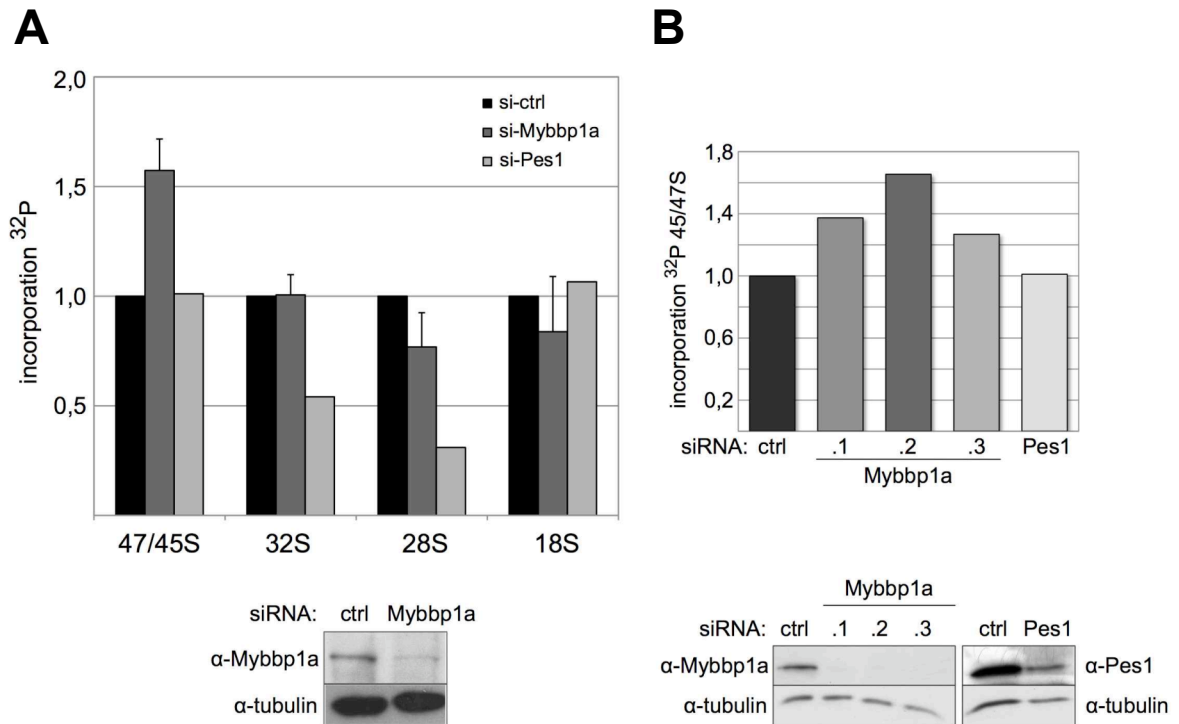 A
2,0
1,5
1,0
0,5
incorporation 32P
si-ctrl
si-Mybbp1a
si-Pes1
47/45S 32S 28S 18S
siRNA: ctrl Mybbp1a
α-Mybbp1a
α-tubulin
B
1,8
1,4
1,0
0,6
0,2
incorporation 32P 45/47S
siRNA: ctrl .1 .2 .3 Pes1
Mybbp1a
Mybbp1a
siRNA: ctrl .1 .2 .3 ctrl Pes1
α-Mybbp1a α-Pes1
α-tubulin α-tubulin